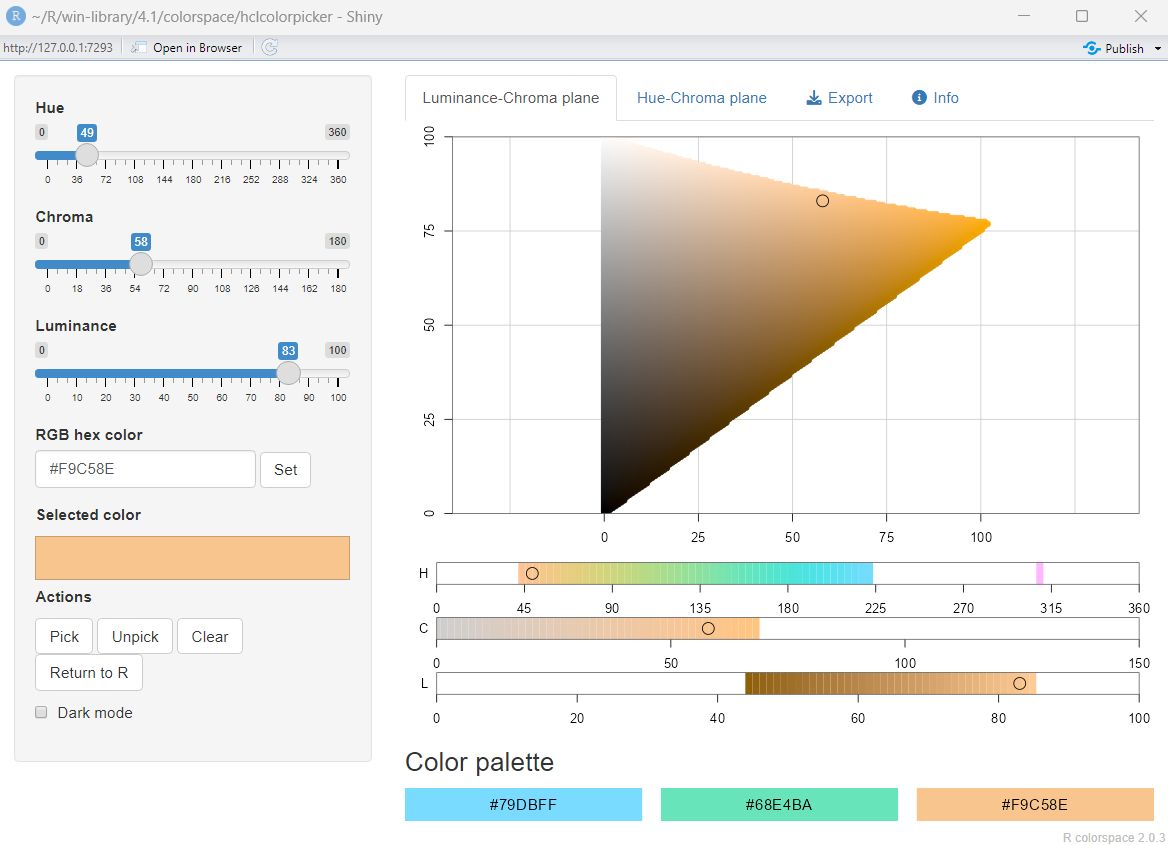 R ~/R/win-library/4.1/colorspace/hclcolorpicker - Shiny
http://127.0.0.1:7293 Open in Browser Publish
Hue
0 49 360
0 36 72 108 144 180 216 252 288 324 360
Chroma
0 58 180
0 18 36 54 72 90 108 126 144 162 180
Luminance
0 83 100
0 10 20 30 40 50 60 70 80 90 100
RGB hex color
#F9C58E Set
Selected color
Actions
Pick Unpick Clear
Return to R
Dark mode
Luminance-Chroma plane Hue-Chroma plane Export i Info
100
75
50
25
0
0 25 50 75 100
H
0 45 90 135 180 225 270 315 360
C
0 50 100 150
L
0 20 40 60 80 100
Color palette
#79DBFF #68E4BA #F9C58E
R colorspace 2.0.3